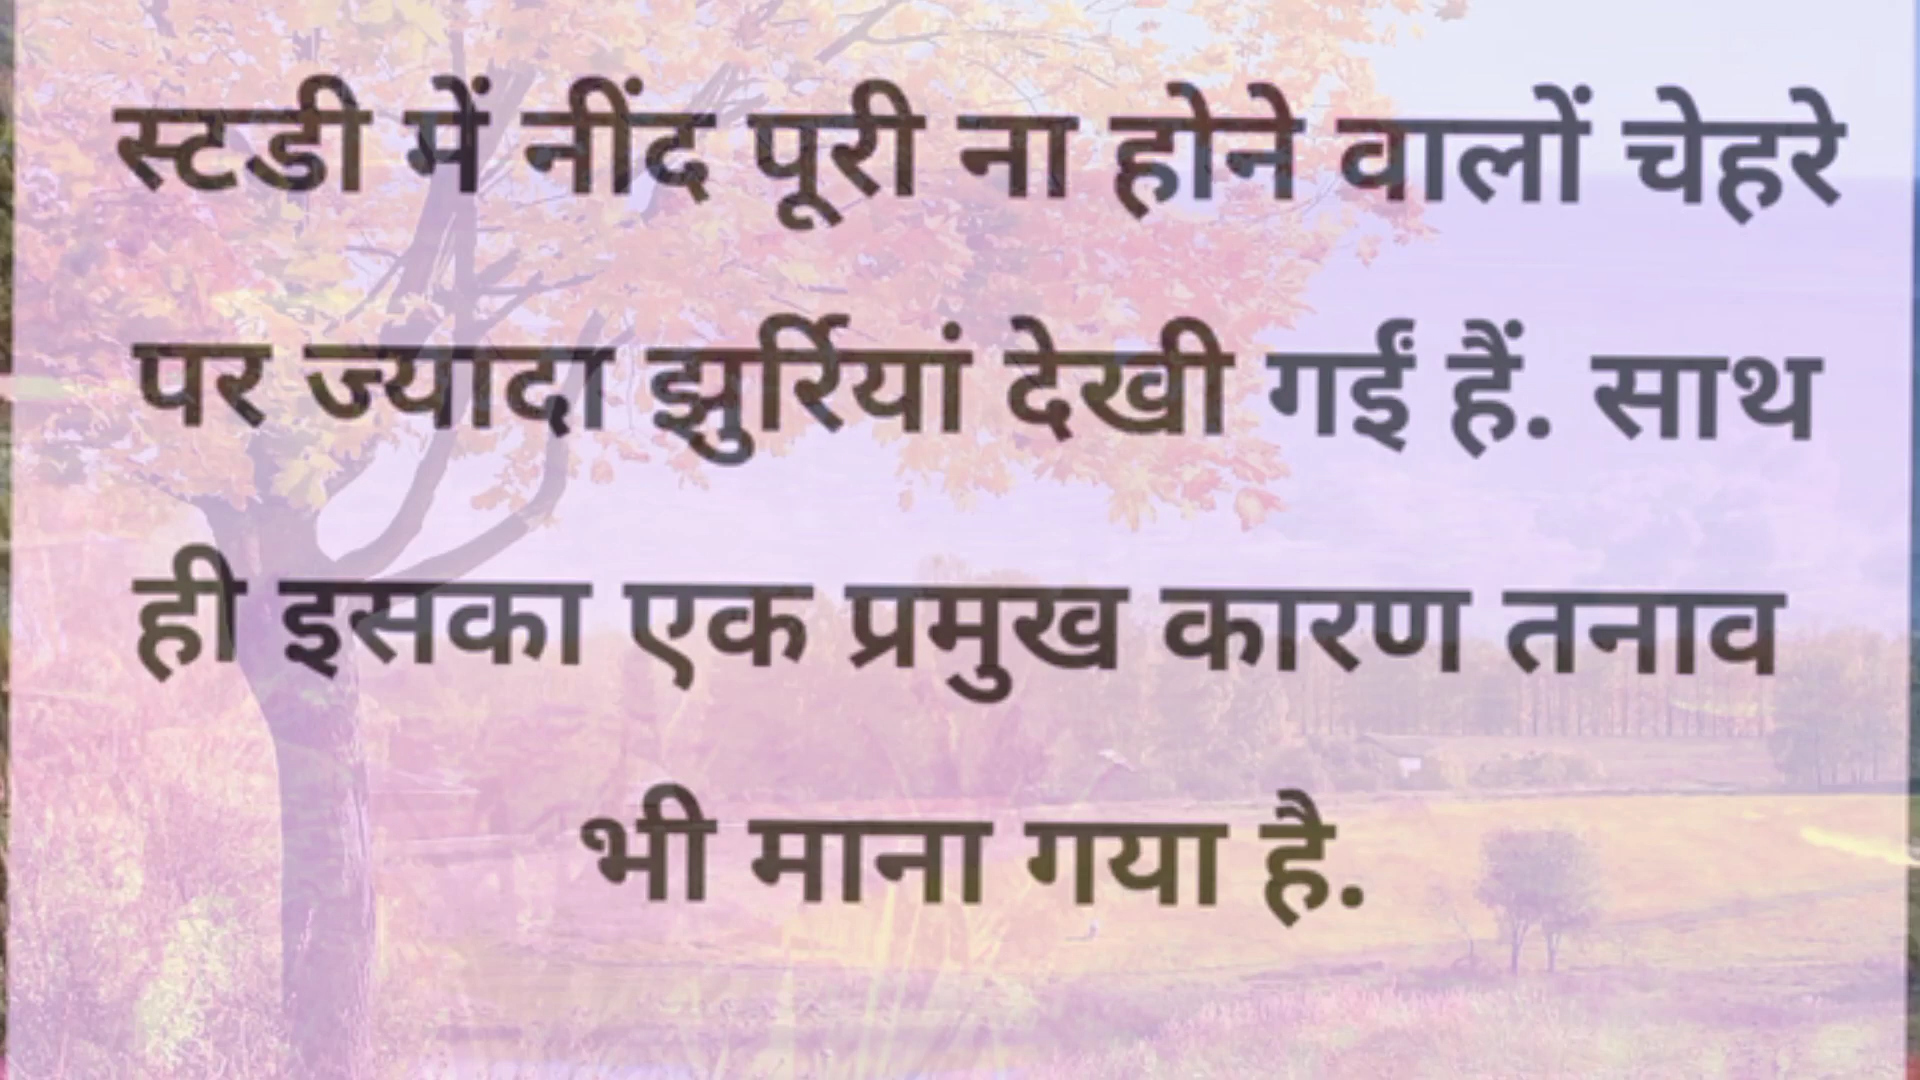 स्टडी में नींद पूरी ना होने वालों चेहरे
पर ज्यादा झुर्रियां देखी गईं हैं. साथ
ही इसका एक प्रमुख कारण तनाव
भी माना गया है.